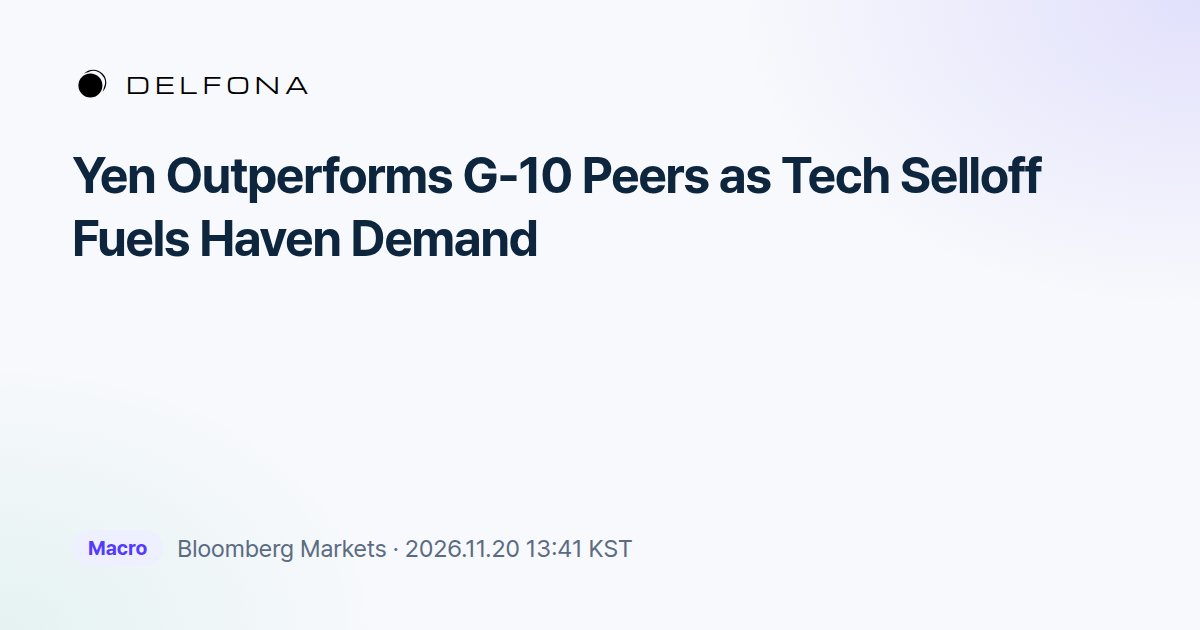 DELFONA
Yen Outperforms G-10 Peers as Tech Selloff
Fuels Haven Demand
Macro Bloomberg Markets · 2026.11.20 13:41 KST